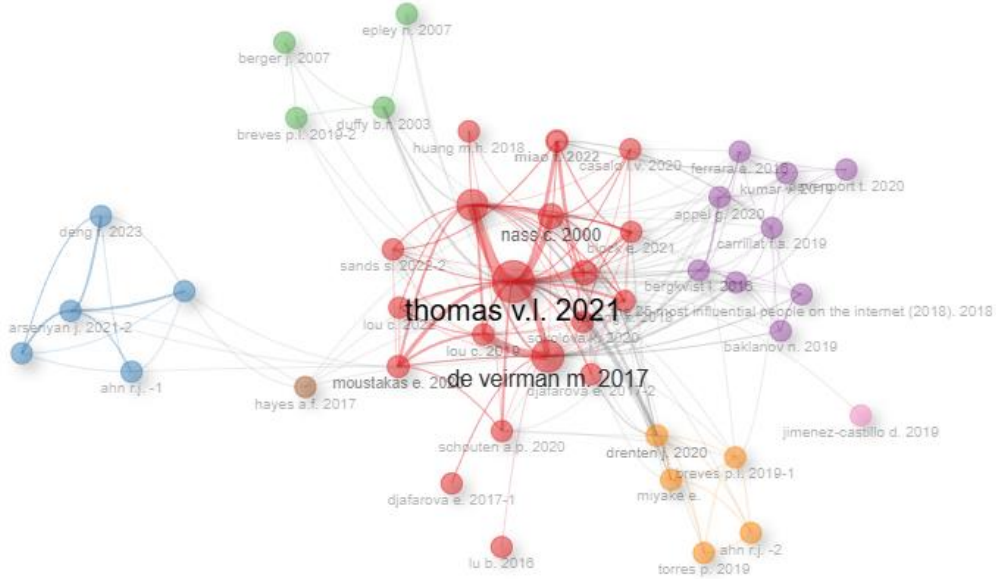 epley n. 2007
berger j. 2007
breves p.l. 2019-2
duffy b.r. 2003
huang m.h. 2018
miao f. 2022
casalo l.v. 2020
ferrara e. 2016
kumar v. 2019
davenport t. 2020
appel g. 2020
carrillat f.a. 2019
deng f. 2023
nass c. 2000
block e. 2021
sands s. 2022-2
bergkvist l. 2016
thomas v.l. 2021
25 most influential people on the internet (2018). 2018
arsenyan j. 2021-2
lou c. 2022
sokolova k. 2020
baklanov n. 2019
lou c. 2019
ahn r.j. -1
moustakas e. 2020
de veirman m. 2017
djafarova e. 2017-2
hayes a.f. 2017
jimenez-castillo d. 2019
schouten a.p. 2020
drenten j. 2020
breves p.l. 2019-1
miyake e.
djafarova e. 2017-1
ahn r.j. -2
lu b. 2016
torres p. 2019